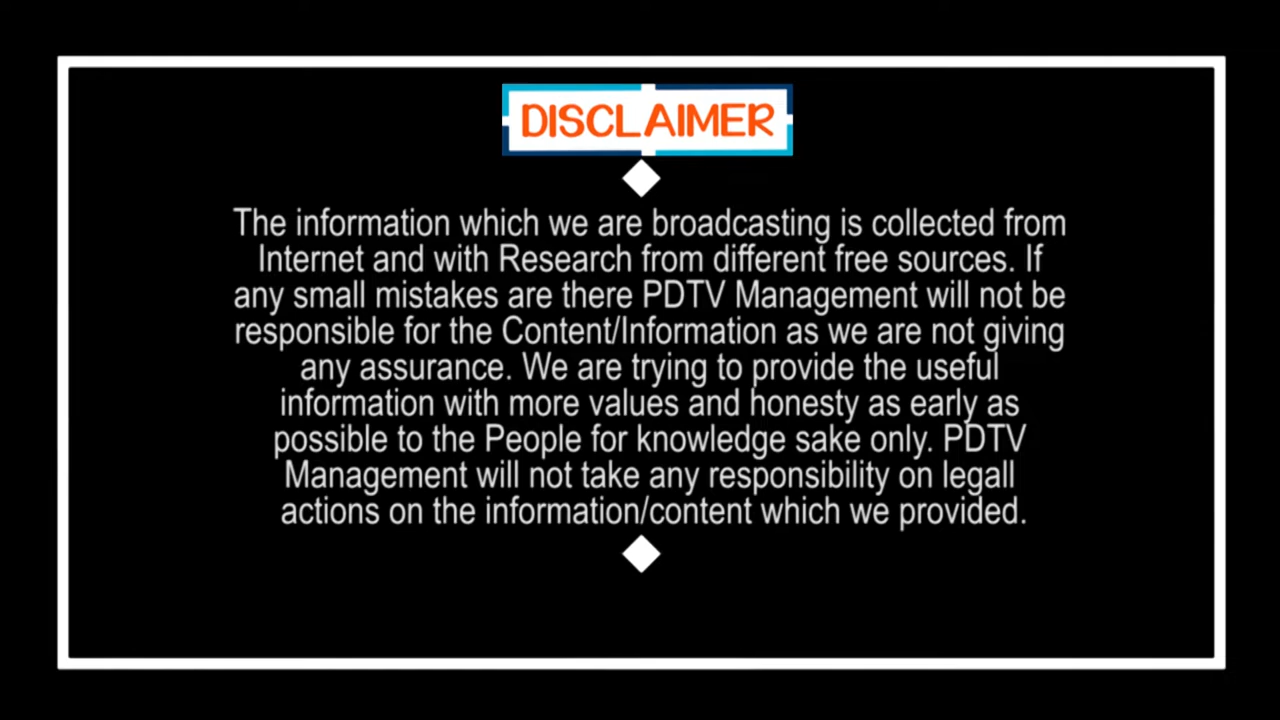 DISCLAIMER
The information which we are broadcasting is collected from
Internet and with Research from different free sources. If
any small mistakes are there PDTV Management will not be
responsible for the Content/Information as we are not giving
any assurance. We are trying to provide the useful
information with more values and honesty as early as
possible to the People for knowledge sake only. PDTV
Management will not take any responsibility on legall
actions on the information/content which we provided.